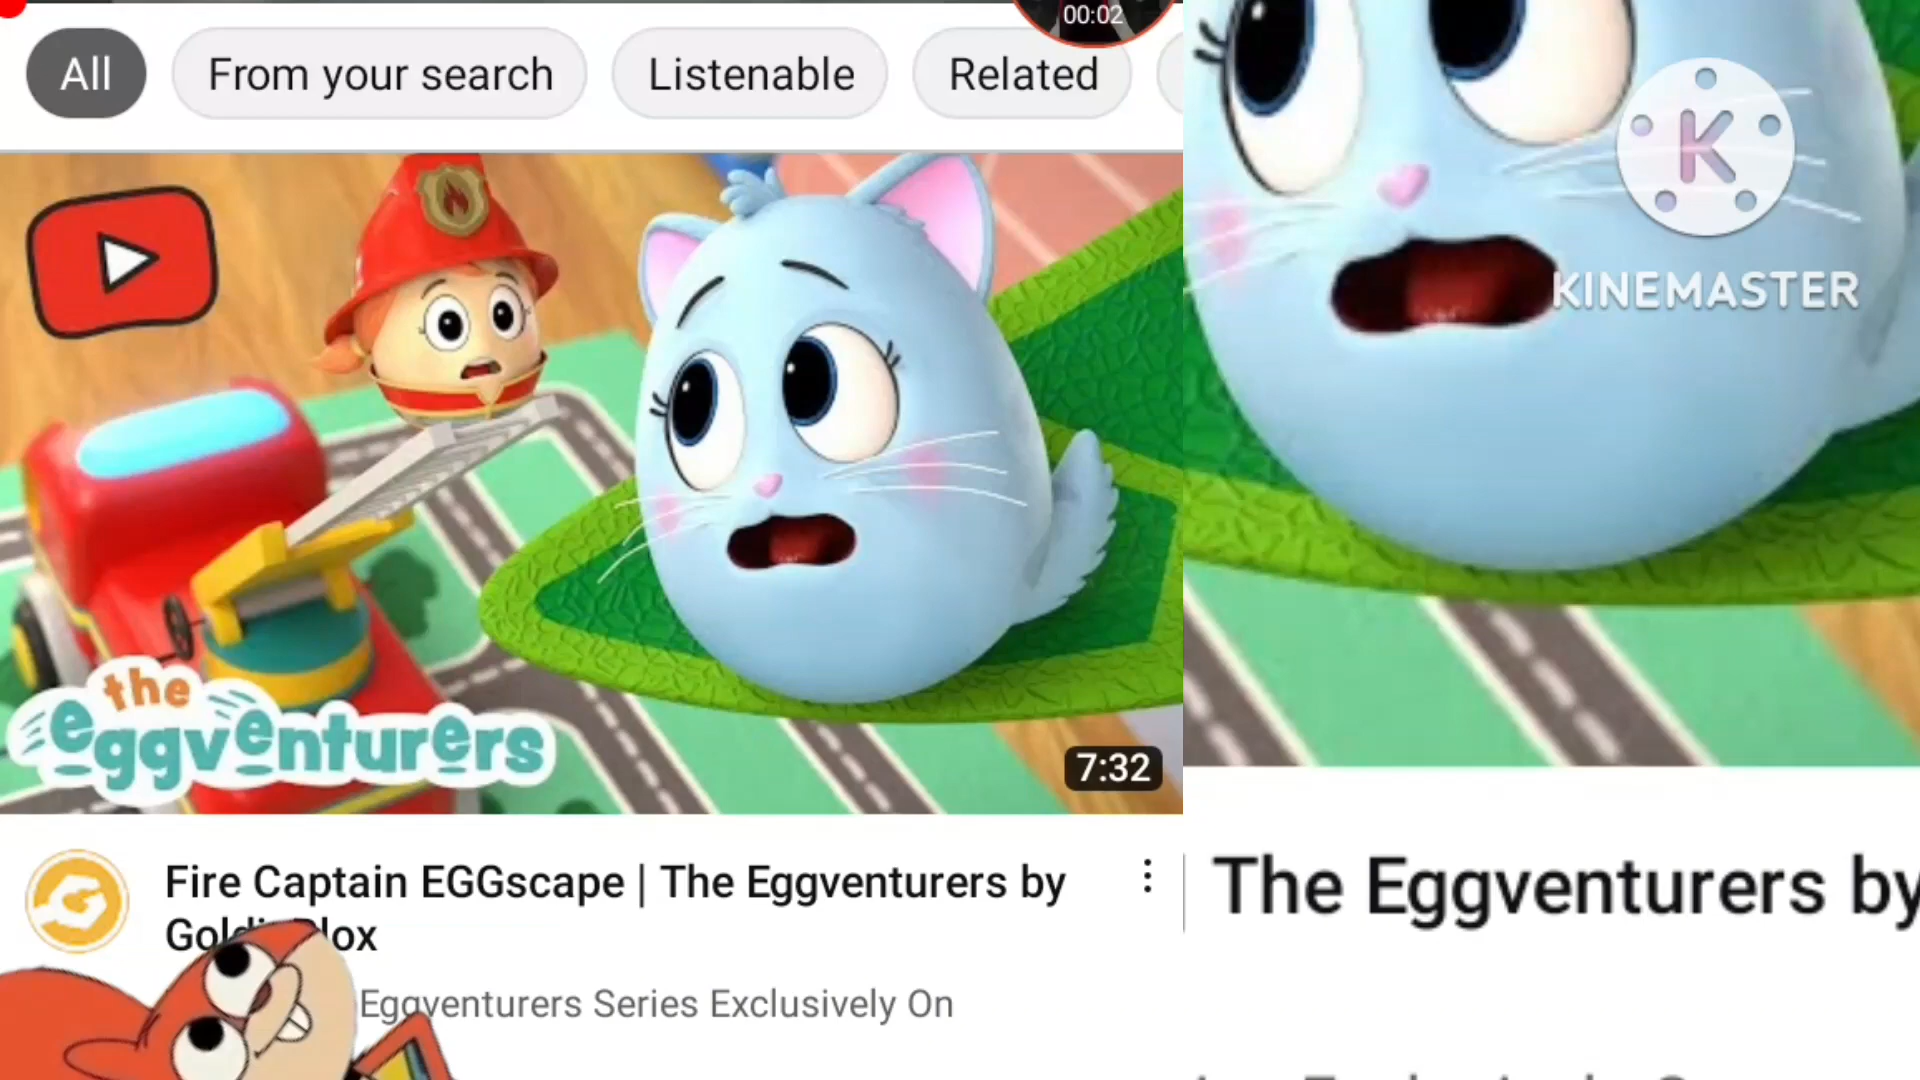 00:02
All
From your search
Listenable
Related
K
KINEMASTER
the
eggventurers
7:32
Fire Captain EGGscape | The Eggventurers by
The Eggventurers by
Eggventurers Series Exclusively On